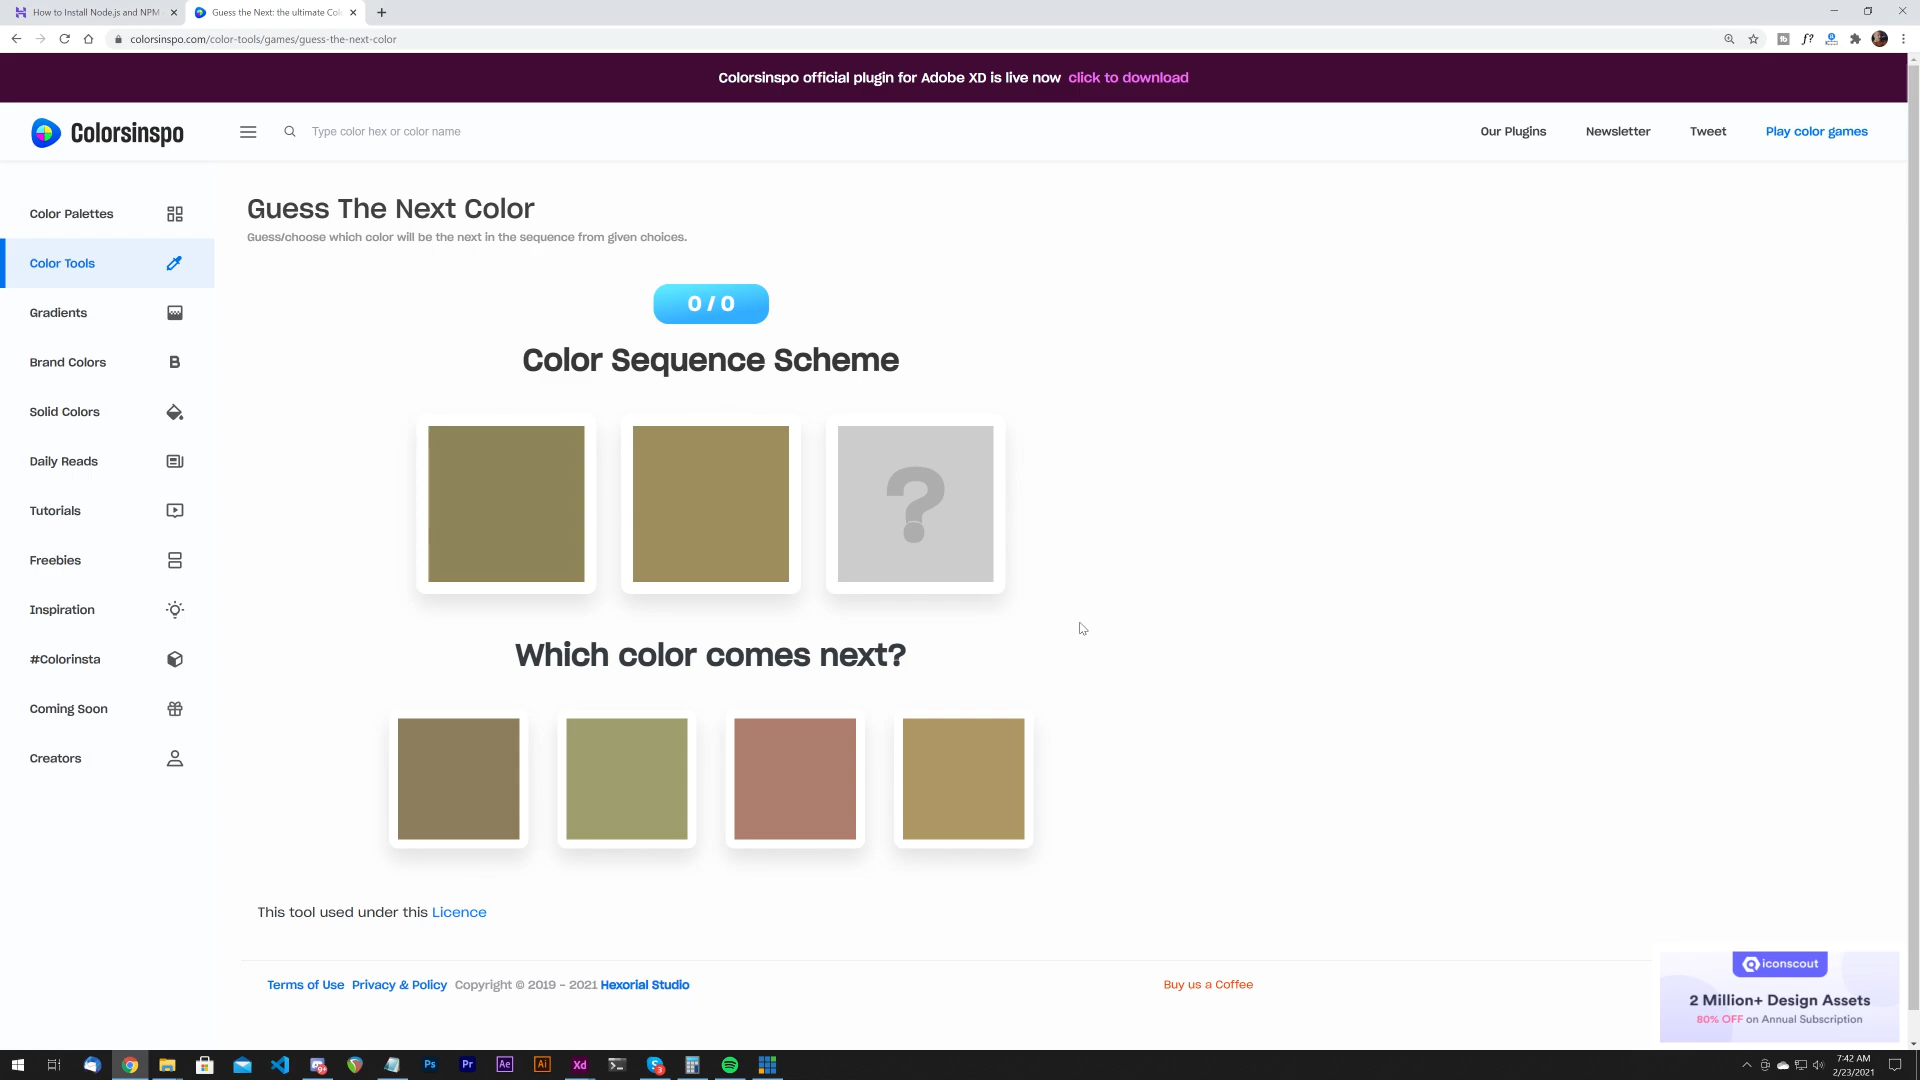 How to Install Node.js and NPM
Guess the Next: the ultimate Col
colorsinspo.com/color-tools/games/guess-the-next-color
Colorsinspo official plugin for Adobe XD is live now click to download
Colorsinspo
Type color hex or color name
Our Plugins
Newsletter
Tweet
Play color games
Color Palettes
Color Tools
Gradients
Brand Colors
B
Solid Colors
Daily Reads
Tutorials
Freebies
Inspiration
#Colorinsta
Coming Soon
Creators
Guess The Next Color
Guess/choose which color will be the next in the sequence from given choices.
0 / 0
Color Sequence Scheme
?
Which color comes next?
This tool used under this Licence
Terms of Use Privacy & Policy Copyright © 2019 - 2021 Hexorial Studio
Buy us a Coffee
iconscout
2 Million+ Design Assets
80% OFF on Annual Subscription
Ps
Pr
Ae
Ai
Xd
7:42 AM
2/23/2021